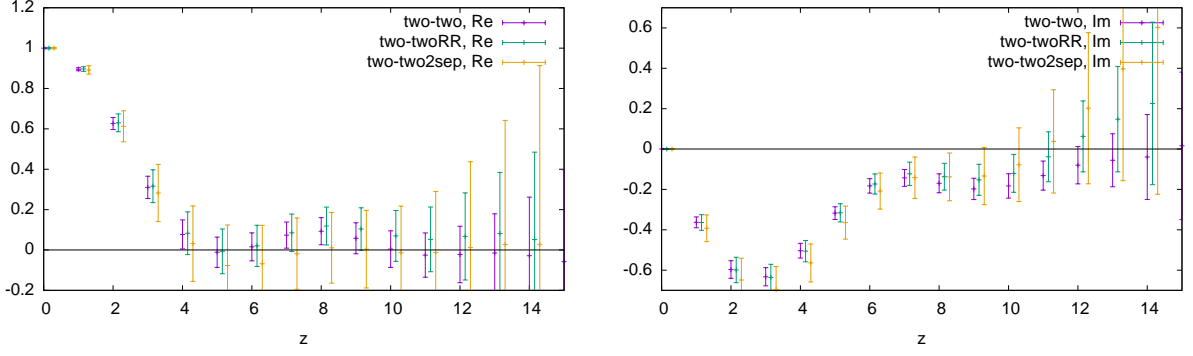 1.2
1
0.8
0.6
0.4
0.2
0
-0.2
0 2 4 6 8 10 12 14
z
two-two, Re
two-twoRR, Re
two-two2sep, Re
0.6
0.4
0.2
0
-0.2
-0.4
-0.6
0 2 4 6 8 10 12 14
z
two-two, Im
two-twoRR, Im
two-two2sep, Im